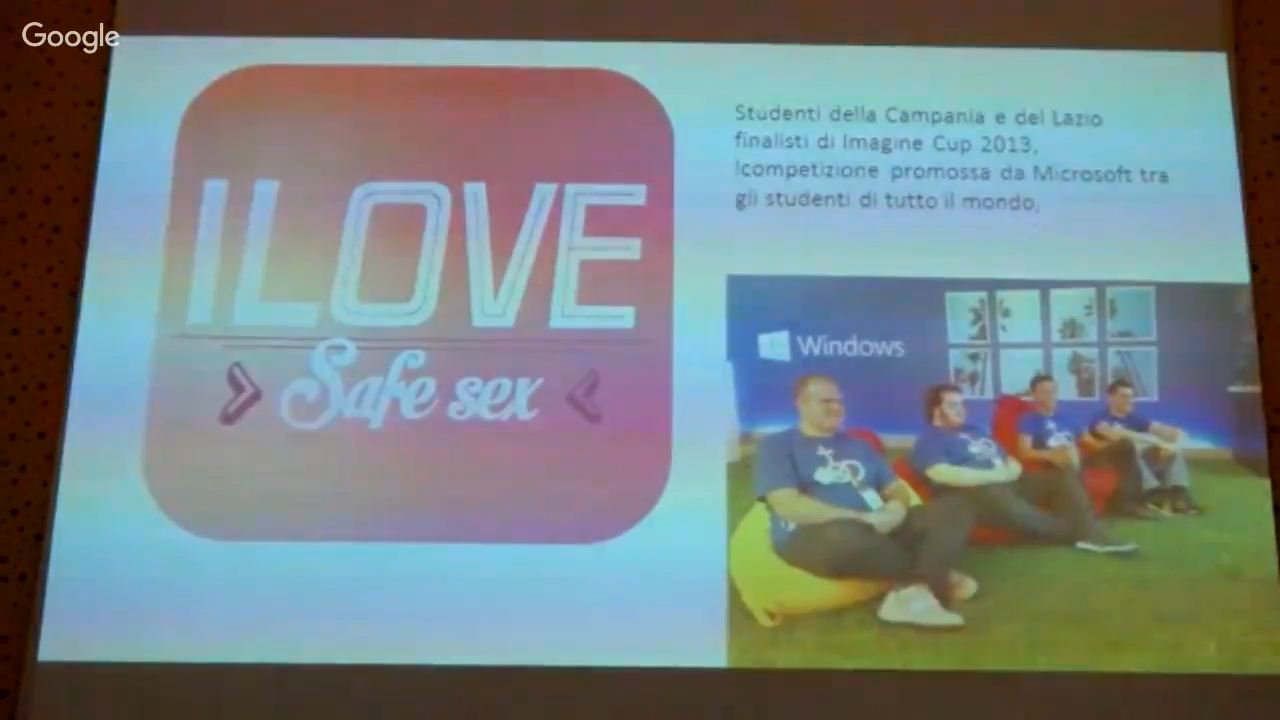 Google
Studenti della Campania e del Lazio
finalisti di Imagine Cup 2013,
lcompetizione promossa da Microsoft tra
gli studenti di tutto il mondo,
I LOVE
> Safe sex <
Windows